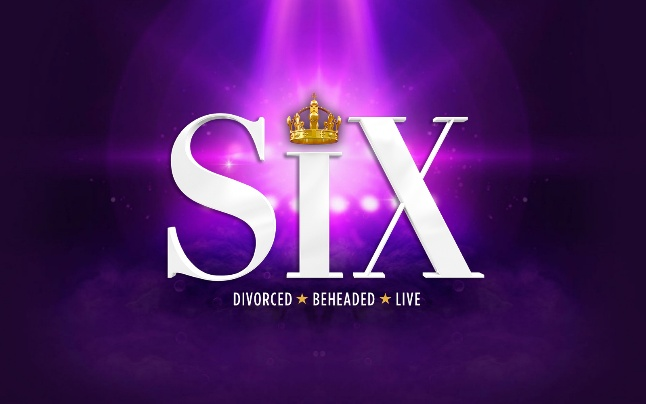 SiX
DIVORCED ★ BEHEADED ★ LIVE